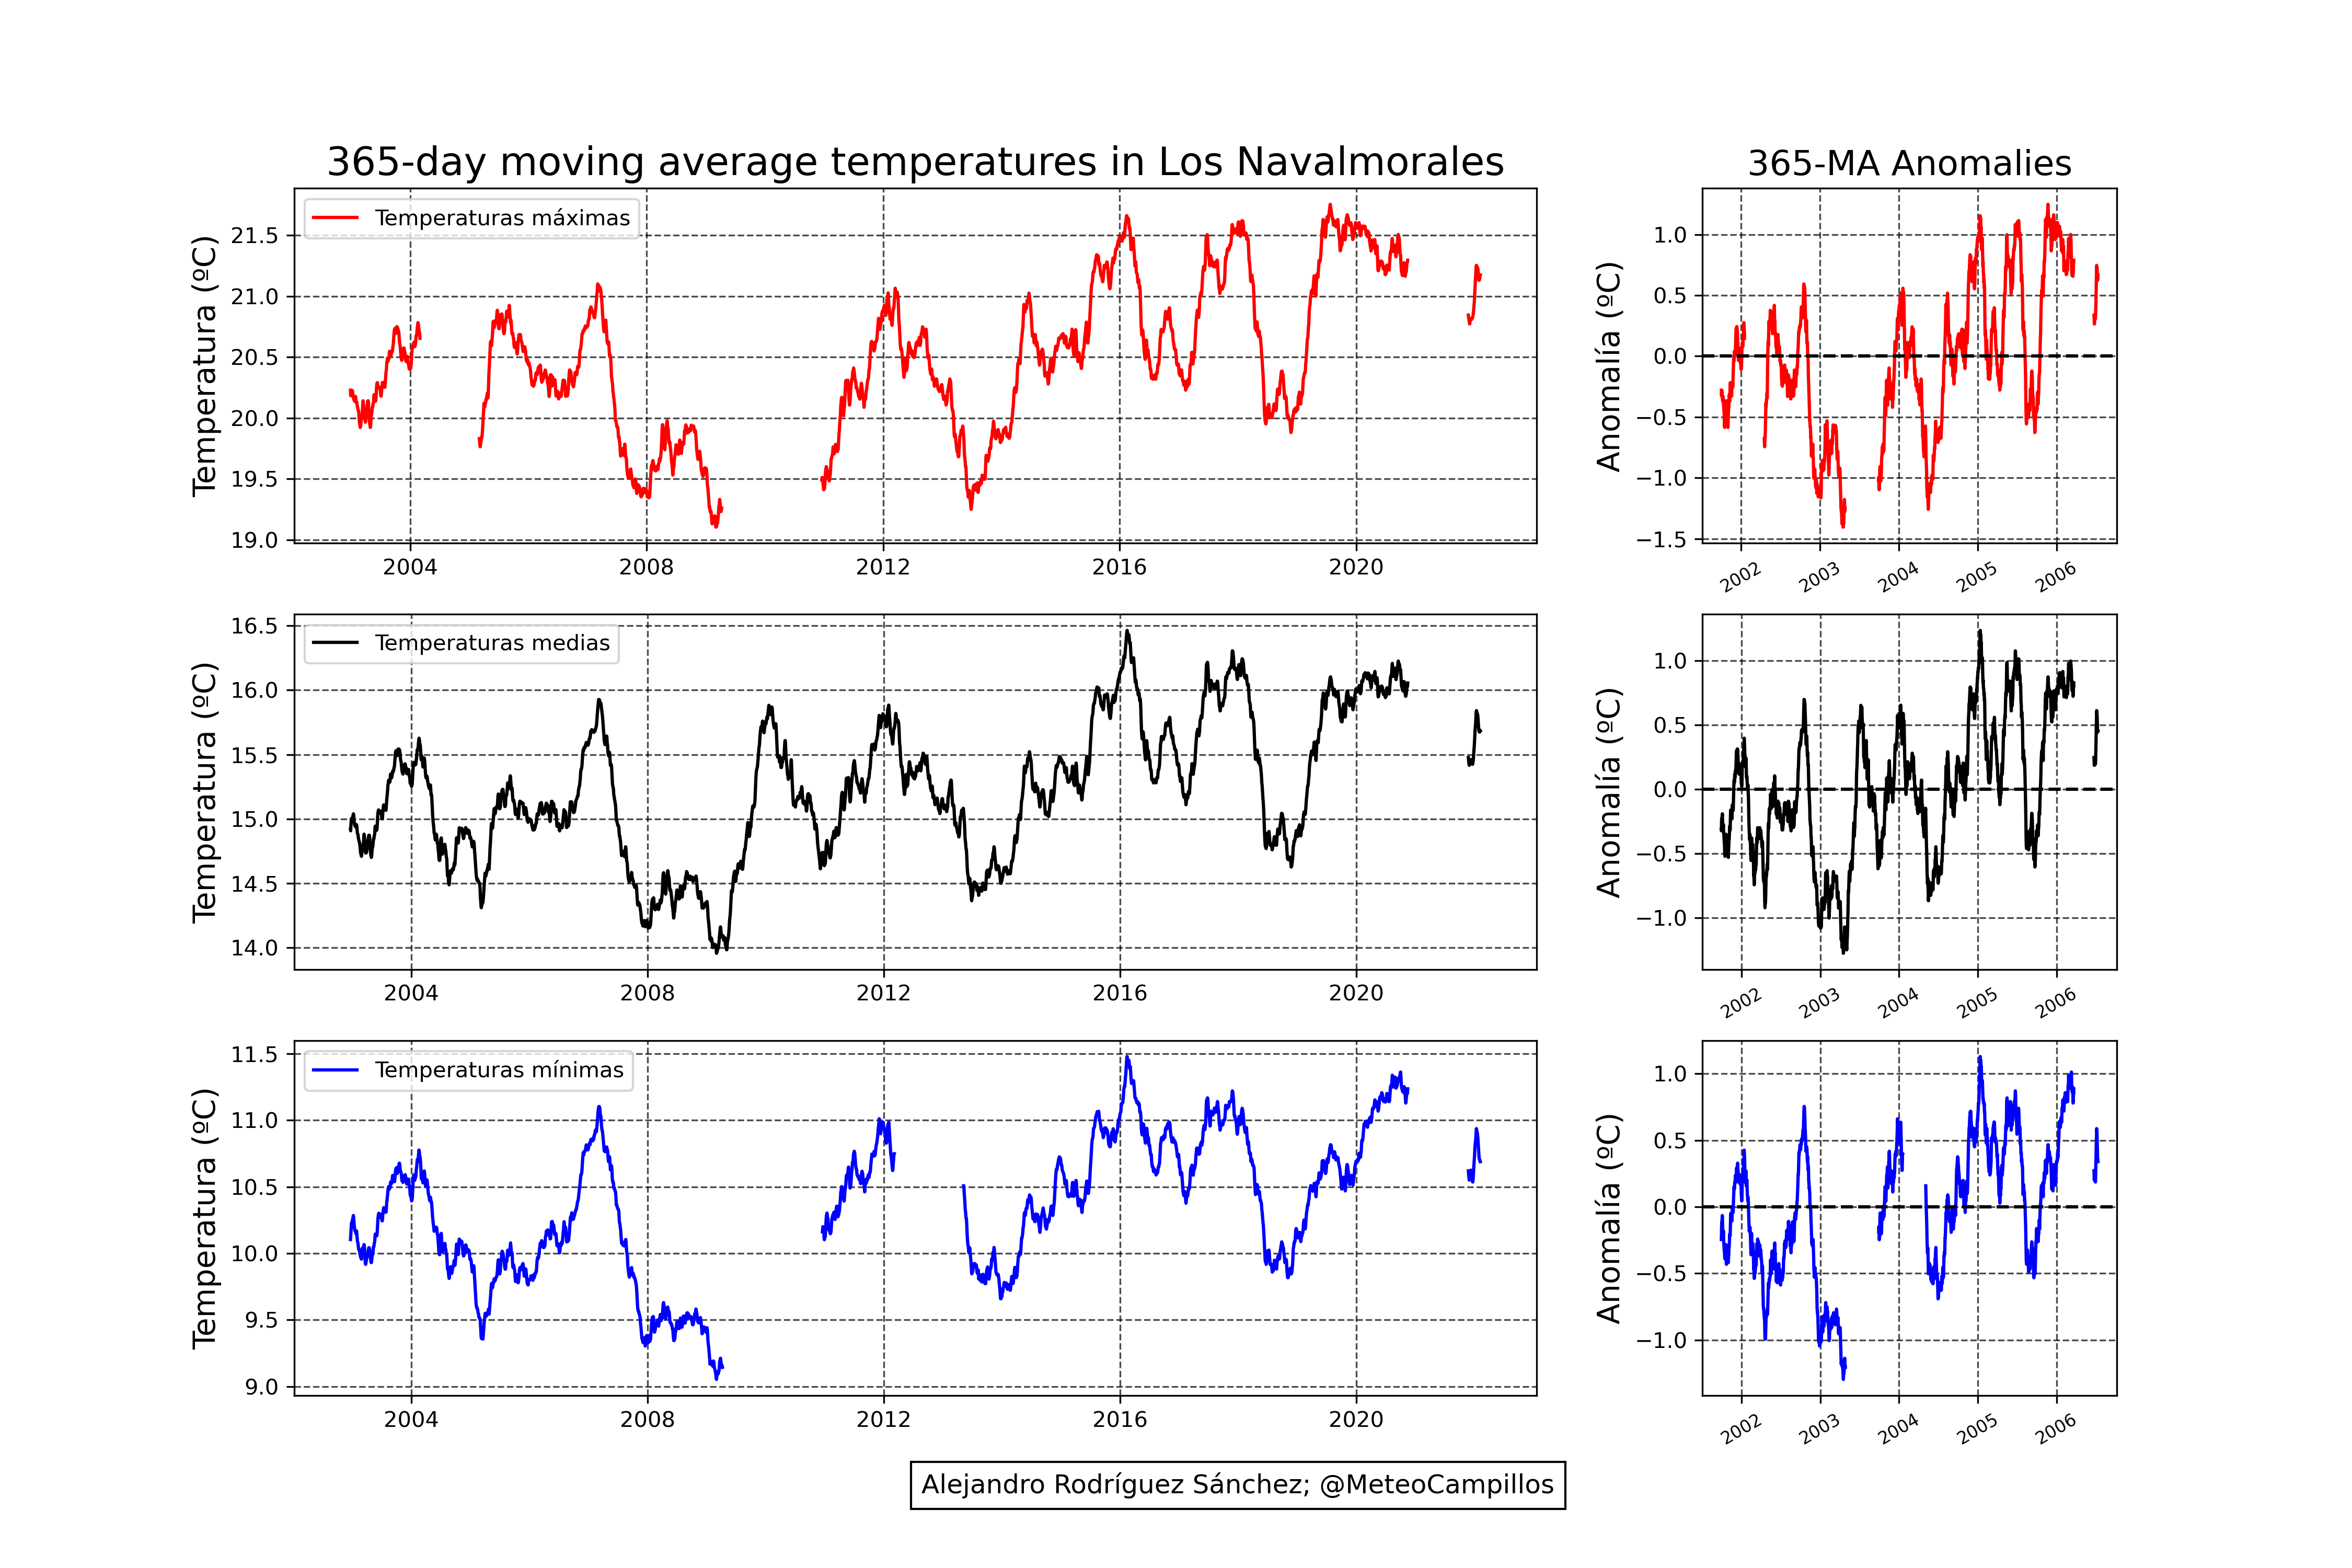 365-day moving average temperatures in Los Navalmorales
365-MA Anomalies
Temperatura (ºC)
21.5
21.0
20.5
20.0
19.5
19.0
Temperaturas máximas
2004 2008 2012 2016 2020
Anomalía (ºC)
1.0
0.5
0.0
−0.5
−1.0
−1.5
2002 2003 2004 2005 2006
Temperatura (ºC)
16.5
16.0
15.5
15.0
14.5
14.0
Temperaturas medias
2004 2008 2012 2016 2020
Anomalía (ºC)
1.0
0.5
0.0
−0.5
−1.0
2002 2003 2004 2005 2006
Temperatura (ºC)
11.5
11.0
10.5
10.0
9.5
9.0
Temperaturas mínimas
2004 2008 2012 2016 2020
Anomalía (ºC)
1.0
0.5
0.0
−0.5
−1.0
2002 2003 2004 2005 2006
Alejandro Rodríguez Sánchez; @MeteoCampillos